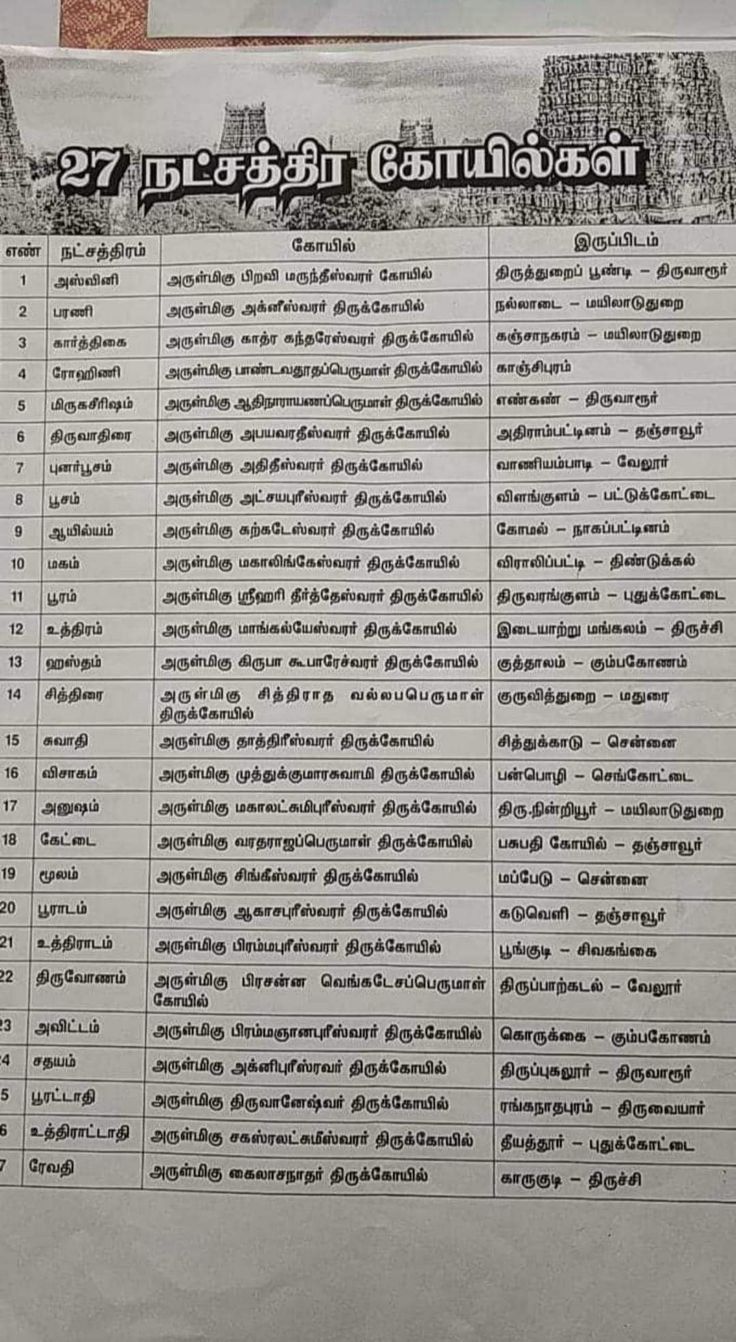 27 நட்சத்திர கோயில்கள்
எண் நட்சத்திரம் கோயில் இருப்பிடம்
1 அஸ்வினி அருள்மிகு பிறவி மருந்தீஸ்வரர் கோயில் திருத்துறைப் பூண்டி – திருவாரூர்
2 பரணி அருள்மிகு அக்னீஸ்வரர் திருக்கோயில் நல்லாடை – மயிலாடுதுறை
3 கார்த்திகை அருள்மிகு காத்ர கந்தரேஸ்வரர் திருக்கோயில் கஞ்சாநகரம் – மயிலாடுதுறை
4 ரோஹிணி அருள்மிகு பாண்டவதூதப்பெருமாள் திருக்கோயில் காஞ்சிபுரம்
5 மிருகசீரிஷம் அருள்மிகு ஆதிநாராயணப்பெருமாள் திருக்கோயில் எண்கண் – திருவாரூர்
6 திருவாதிரை அருள்மிகு அபயவரதீஸ்வரர் திருக்கோயில் அதிராம்பட்டினம் – தஞ்சாவூர்
7 புனர்பூசம் அருள்மிகு அதிதீஸ்வரர் திருக்கோயில் வாணியம்பாடி – வேலூர்
8 பூசம் அருள்மிகு அட்சயபுரீஸ்வரர் திருக்கோயில் விளங்குளம் – பட்டுக்கோட்டை
9 ஆயில்யம் அருள்மிகு கற்கடேஸ்வரர் திருக்கோயில் கோமல் – நாகப்பட்டினம்
10 மகம் அருள்மிகு மகாலிங்கேஸ்வரர் திருக்கோயில் விராலிப்பட்டி – திண்டுக்கல்
11 பூரம் அருள்மிகு ஸ்ரீஹரி தீர்த்தேஸ்வரர் திருக்கோயில் திருவரங்குளம் – புதுக்கோட்டை
12 உத்திரம் அருள்மிகு மாங்கல்யேஸ்வரர் திருக்கோயில் இடையாற்று மங்கலம் – திருச்சி
13 ஹஸ்தம் அருள்மிகு கிருபா கூபாரேச்வரர் திருக்கோயில் குத்தாலம் – கும்பகோணம்
14 சித்திரை அருள்மிகு சித்திராத வல்லபபெருமாள் குருவித்துறை – மதுரை
திருக்கோயில்
15 சுவாதி அருள்மிகு தாத்திரீஸ்வரர் திருக்கோயில் சித்துக்காடு – சென்னை
16 விசாகம் அருள்மிகு முத்துக்குமாரசுவாமி திருக்கோயில் பன்பொழி – செங்கோட்டை
17 அனுஷம் அருள்மிகு மகாலட்சுமிபுரீஸ்வரர் திருக்கோயில் திரு.நின்றியூர் – மயிலாடுதுறை
18 கேட்டை அருள்மிகு வரதராஜப்பெருமாள் திருக்கோயில் பசுபதி கோயில் – தஞ்சாவூர்
19 மூலம் அருள்மிகு சிங்கீஸ்வரர் திருக்கோயில் மப்பேடு – சென்னை
20 பூராடம் அருள்மிகு ஆகாசபுரீஸ்வரர் திருக்கோயில் கடுவெளி – தஞ்சாவூர்
21 உத்திராடம் அருள்மிகு பிரம்மபுரீஸ்வரர் திருக்கோயில் பூங்குடி – சிவகங்கை
22 திருவோணம் அருள்மிகு பிரசன்ன வெங்கடேசப்பெருமாள் திருப்பாற்கடல் – வேலூர்
கோயில்
23 அவிட்டம் அருள்மிகு பிரம்மஞானபுரீஸ்வரர் திருக்கோயில் கொருக்கை – கும்பகோணம்
4 சதயம் அருள்மிகு அக்னிபுரீஸ்ரவர் திருக்கோயில் திருப்புகலூர் – திருவாரூர்
5 பூரட்டாதி அருள்மிகு திருவானேஷ்வர் திருக்கோயில் ரங்கநாதபுரம் – திருவையார்
6 உத்திராட்டாதி அருள்மிகு சகஸ்ரலட்சுமீஸ்வரர் திருக்கோயில் தீயத்தூர் – புதுக்கோட்டை
7 ரேவதி அருள்மிகு கைலாசநாதர் திருக்கோயில் காருகுடி – திருச்சி